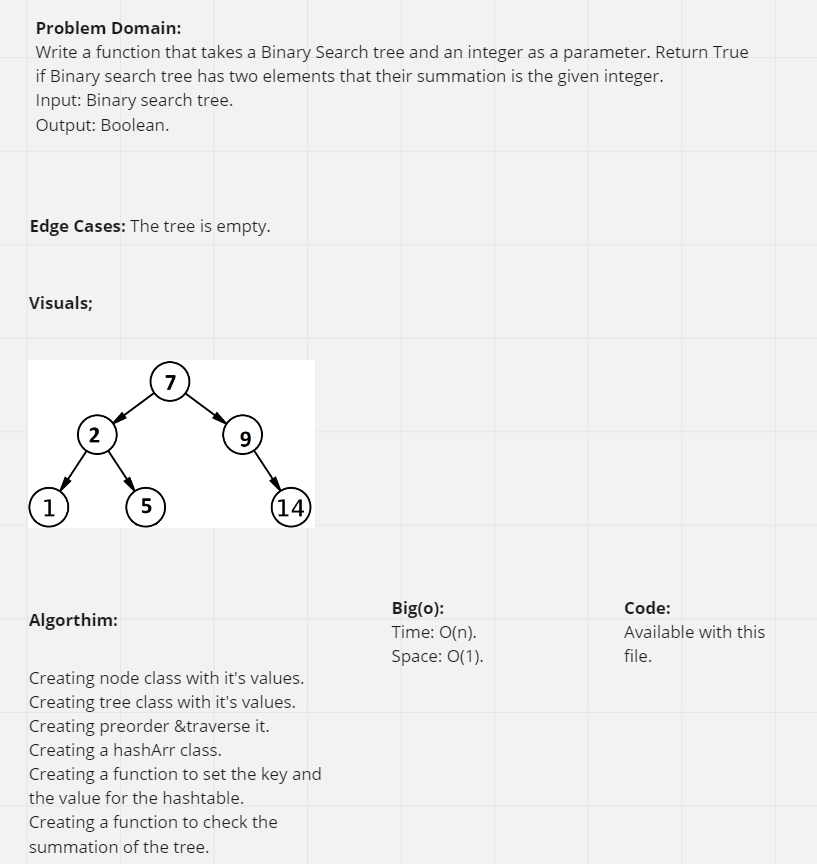 Problem Domain:
Write a function that takes a Binary Search tree and an integer as a parameter. Return True
if Binary search tree has two elements that their summation is the given integer.
Input: Binary search tree.
Output: Boolean.
Edge Cases: The tree is empty.
Visuals;
7
2
9
1
5
14
Algorthim:
Creating node class with it's values.
Creating tree class with it's values.
Creating preorder &traverse it.
Creating a hashArr class.
Creating a function to set the key and
the value for the hashtable.
Creating a function to check the
summation of the tree.
Big(o):
Time: O(n).
Space: O(1).
Code:
Available with this
file.